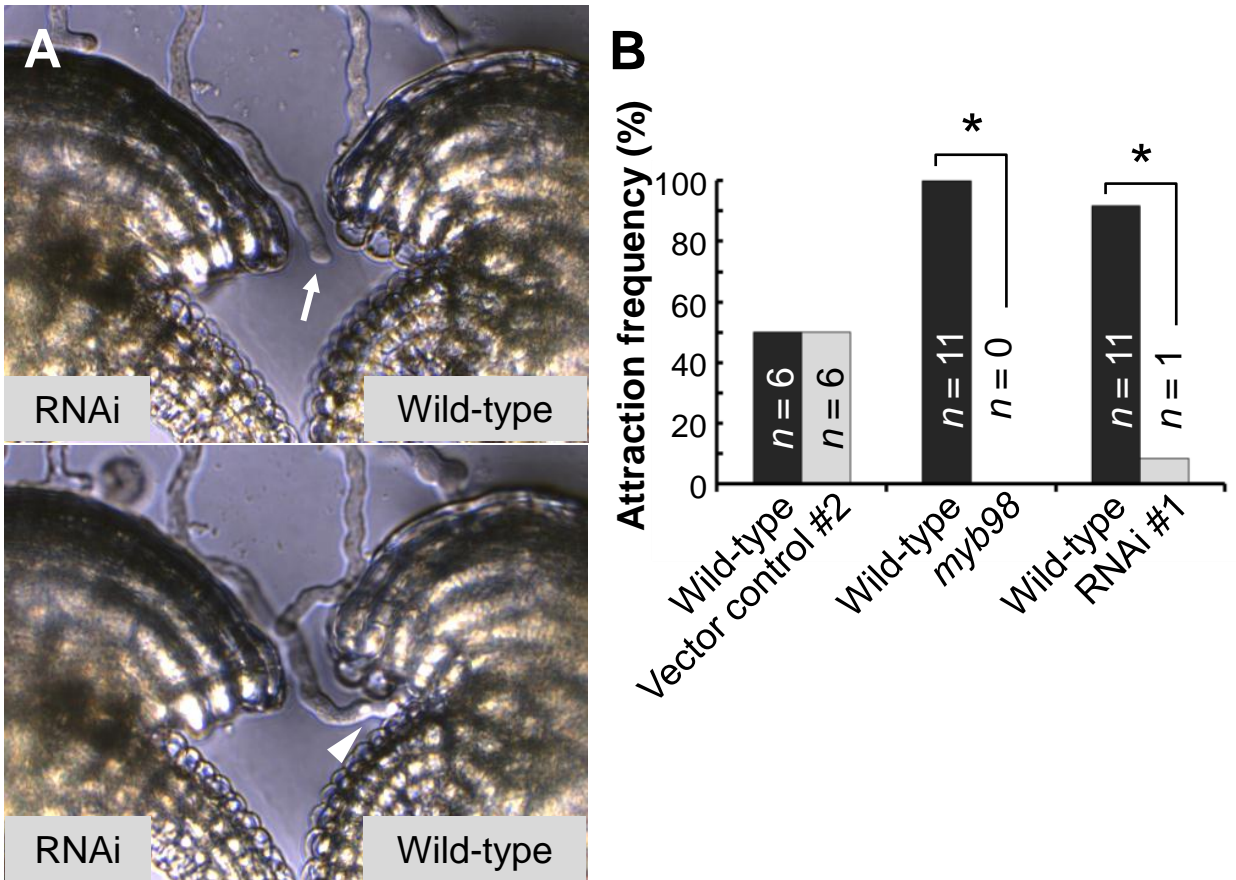 A
RNAi
Wild-type
RNAi
Wild-type
B
Attraction frequency (%)
100
80
60
40
20
0
*
*
n = 6
n = 6
n = 11
n = 0
n = 11
n = 1
Wild-type
Vector control #2
Wild-type
myb98
Wild-type
RNAi #1